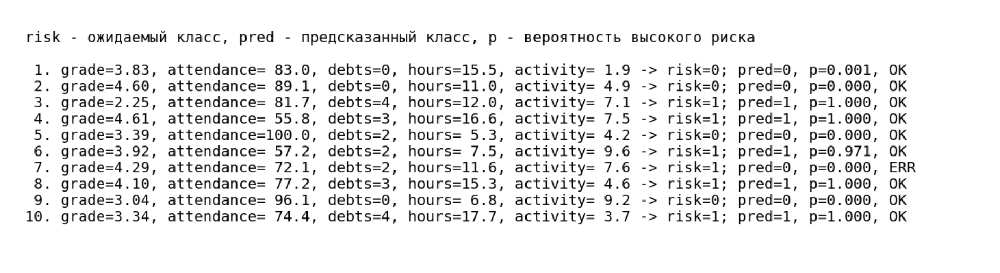 risk - ожидаемый класс, pred - предсказанный класс, p - вероятность высокого риска
1. grade=3.83, attendance= 83.0, debts=0, hours=15.5, activity= 1.9 -> risk=0; pred=0, p=0.001, OK
2. grade=4.60, attendance= 89.1, debts=0, hours=11.0, activity= 4.9 -> risk=0; pred=0, p=0.000, OK
3. grade=2.25, attendance= 81.7, debts=4, hours=12.0, activity= 7.1 -> risk=1; pred=1, p=1.000, OK
4. grade=4.61, attendance= 55.8, debts=3, hours=16.6, activity= 7.5 -> risk=1; pred=1, p=1.000, OK
5. grade=3.39, attendance=100.0, debts=2, hours= 5.3, activity= 4.2 -> risk=0; pred=0, p=0.000, OK
6. grade=3.92, attendance= 57.2, debts=2, hours= 7.5, activity= 9.6 -> risk=1; pred=1, p=0.971, OK
7. grade=4.29, attendance= 72.1, debts=2, hours=11.6, activity= 7.6 -> risk=1; pred=0, p=0.000, ERR
8. grade=4.10, attendance= 77.2, debts=3, hours=15.3, activity= 4.6 -> risk=1; pred=1, p=1.000, OK
9. grade=3.04, attendance= 96.1, debts=0, hours= 6.8, activity= 9.2 -> risk=0; pred=0, p=0.000, OK
10. grade=3.34, attendance= 74.4, debts=4, hours=17.7, activity= 3.7 -> risk=1; pred=1, p=1.000, OK